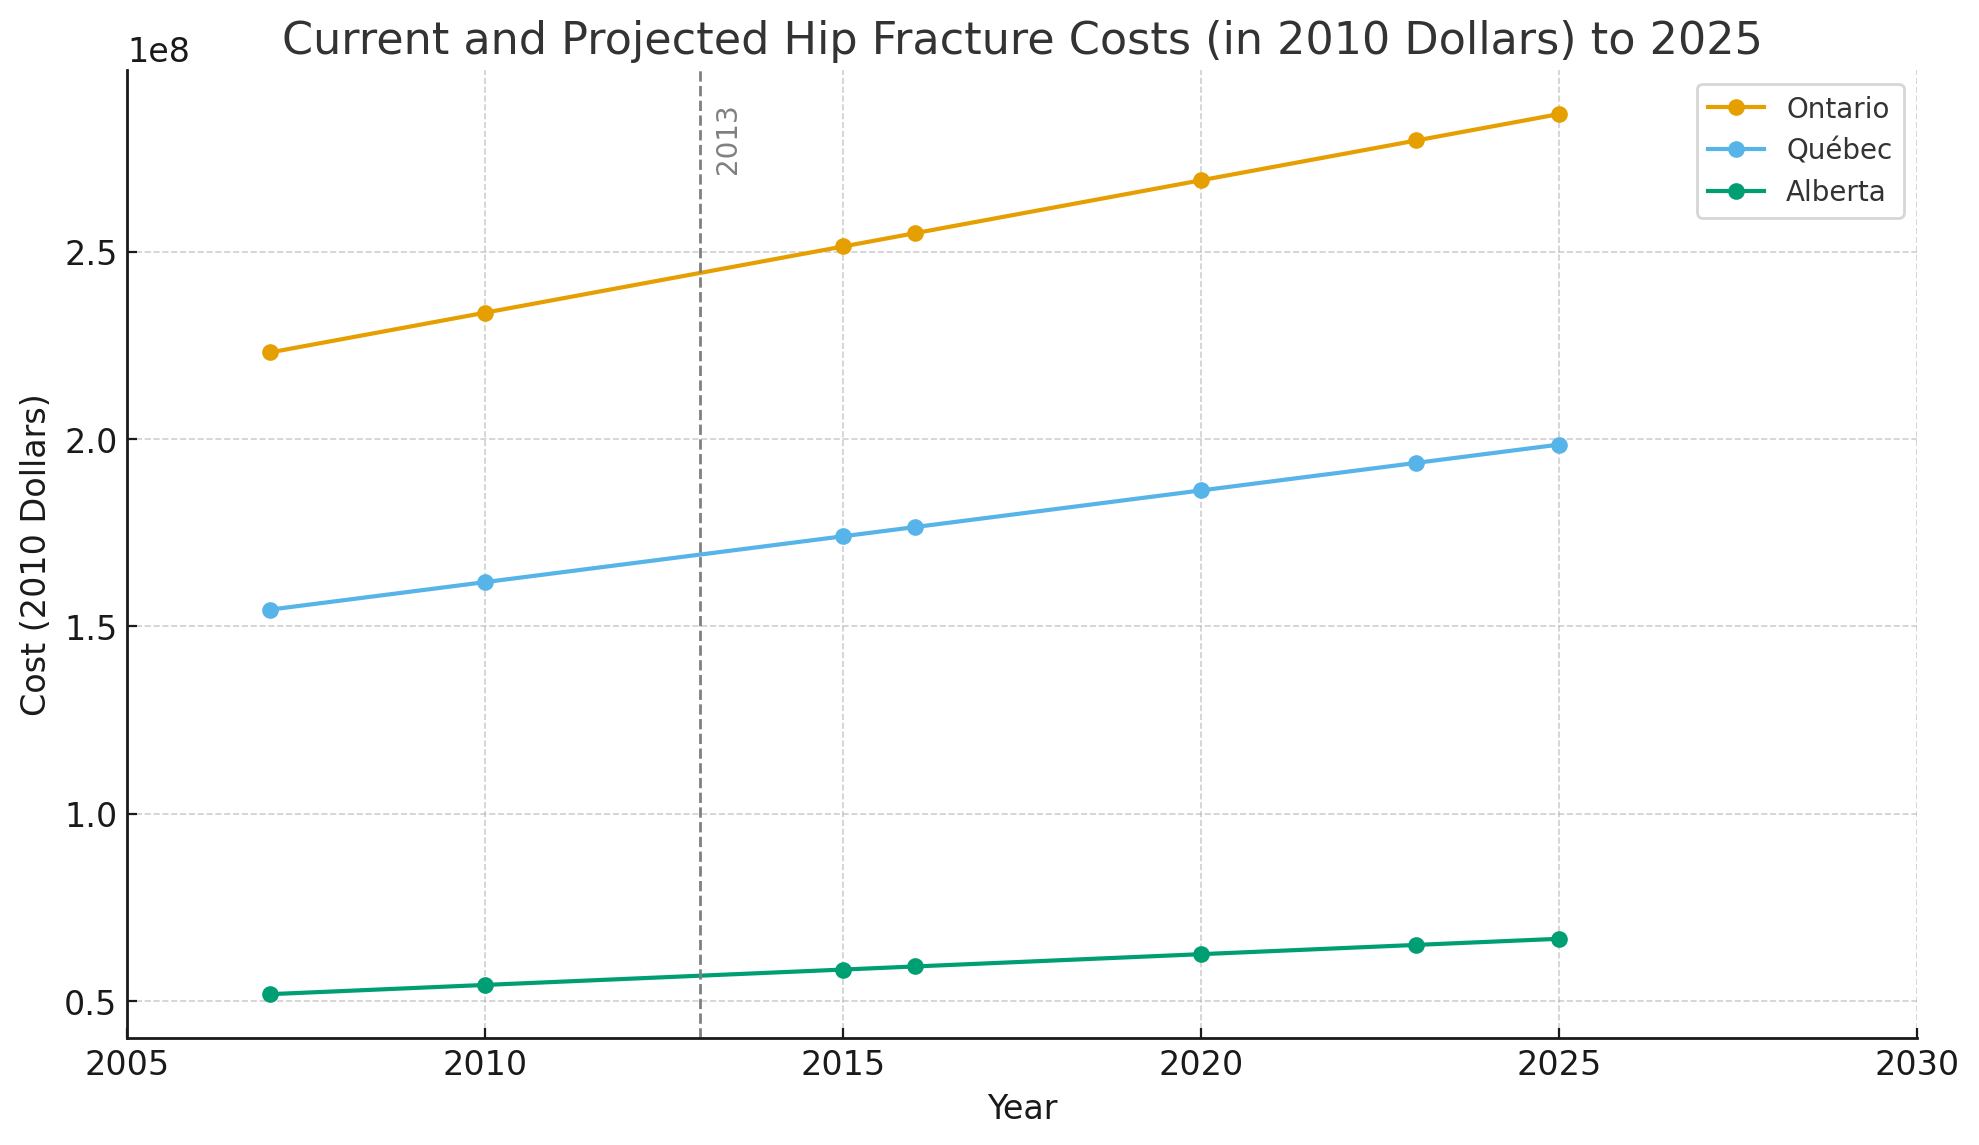 Current and Projected Hip Fracture Costs (in 2010 Dollars) to 2025
1e8
Ontario
Québec
Alberta
2013
2.5
2.0
1.5
1.0
0.5
Cost (2010 Dollars)
2005 2010 2015 2020 2025 2030
Year